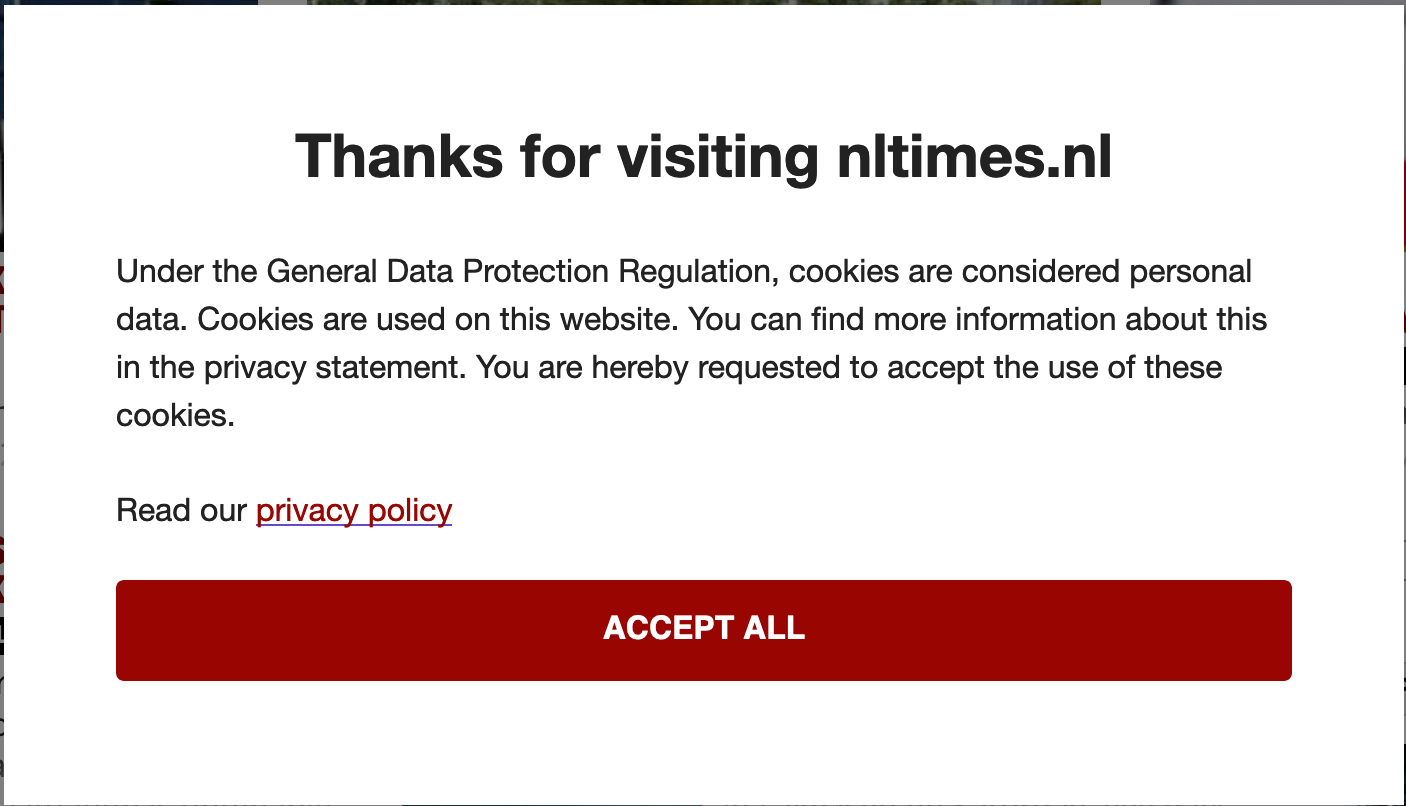 Thanks for visiting nltimes.nl
Under the General Data Protection Regulation, cookies are considered personal
data. Cookies are used on this website. You can find more information about this
in the privacy statement. You are hereby requested to accept the use of these
cookies.
Read our privacy policy
ACCEPT ALL